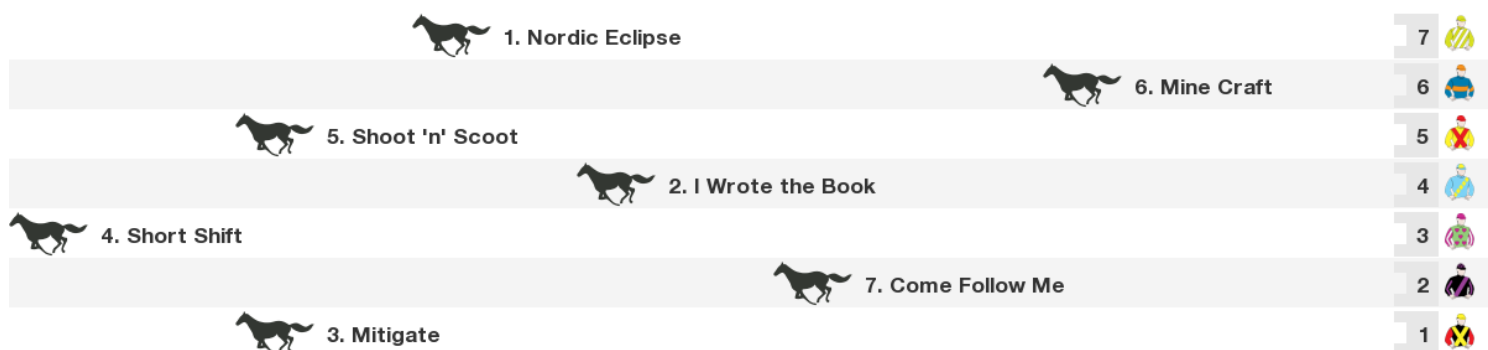 1. Nordic Eclipse 7
6. Mine Craft 6
5. Shoot 'n' Scoot 5
2. I Wrote the Book 4
4. Short Shift 3
7. Come Follow Me 2
3. Mitigate 1